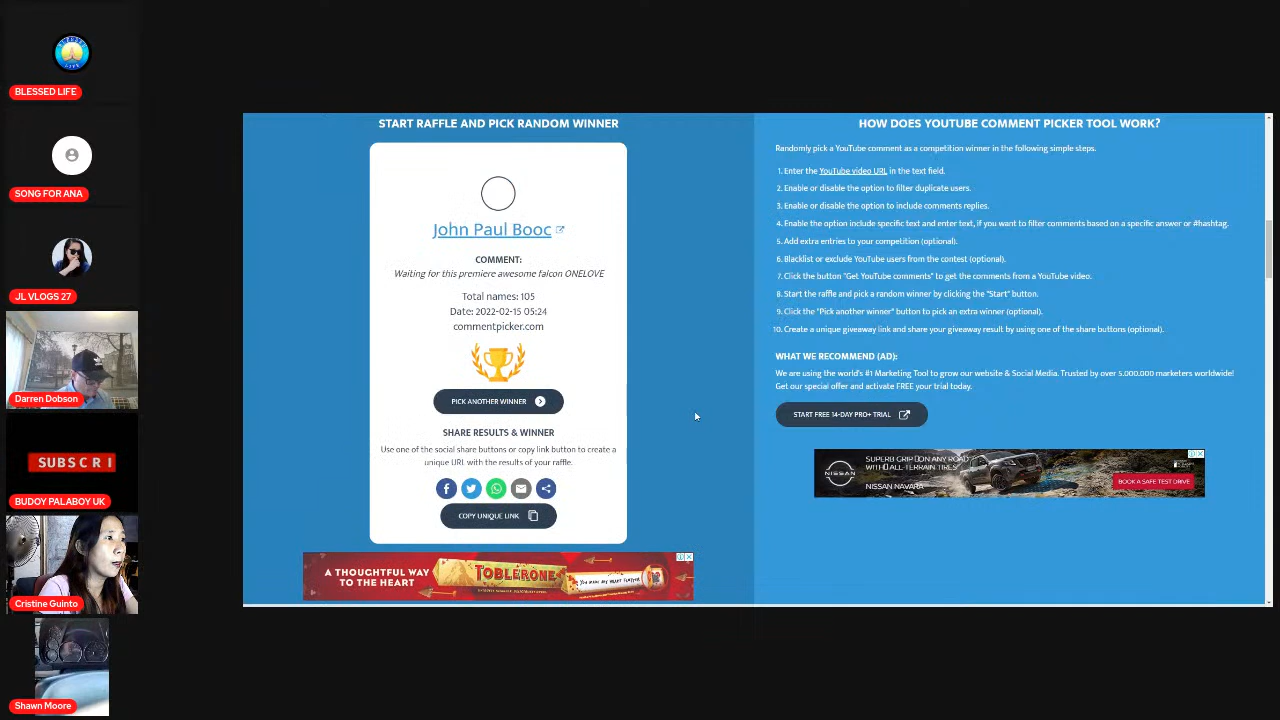 BLESSED LIFE
SONG FOR ANA
JL VLOGS 27
Darren Dobson
SUBSCRI
BUDOY PALABOY UK
Cristine Guinto
Shawn Moore
START RAFFLE AND PICK RANDOM WINNER
John Paul Booc
COMMENT:
Waiting for this premiere awesome falcon ONELOVE
Total names: 105
Date: 2022-02-15 05:24
commentpicker.com
PICK ANOTHER WINNER
SHARE RESULTS & WINNER
Use one of the social share buttons or copy link button to create a
unique URL with the results of your raffle.
COPY UNIQUE LINK
A THOUGHTFUL WAY
TO THE HEART
TOBLERONE
HOW DOES YOUTUBE COMMENT PICKER TOOL WORK?
Randomly pick a YouTube comment as a competition winner in the following simple steps.
1. Enter the YouTube video URL in the text field.
2. Enable or disable the option to filter duplicate users.
3. Enable or disable the option to include comments replies.
4. Enable the option include specific text and enter text, if you want to filter comments based on a specific answer or #hashtag.
5. Add extra entries to your competition (optional).
6. Blacklist or exclude YouTube users from the contest (optional).
7. Click the button "Get YouTube comments" to get the comments from a YouTube video.
8. Start the raffle and pick a random winner by clicking the "Start" button.
9. Click the "Pick another winner" button to pick an extra winner (optional).
10. Create a unique giveaway link and share your giveaway result by using one of the share buttons (optional).
WHAT WE RECOMMEND (AD):
We are using the world's #1 Marketing Tool to grow our website & Social Media. Trusted by over 5.000.000 marketers worldwide!
Get our special offer and activate FREE your trial today.
START FREE 14-DAY PRO+ TRIAL
NISSAN
SUPERB GRIP ON ANY ROAD
WITH ALL-TERRAIN TIRES
NISSAN NAVARA
BOOK A SAFE TEST DRIVE